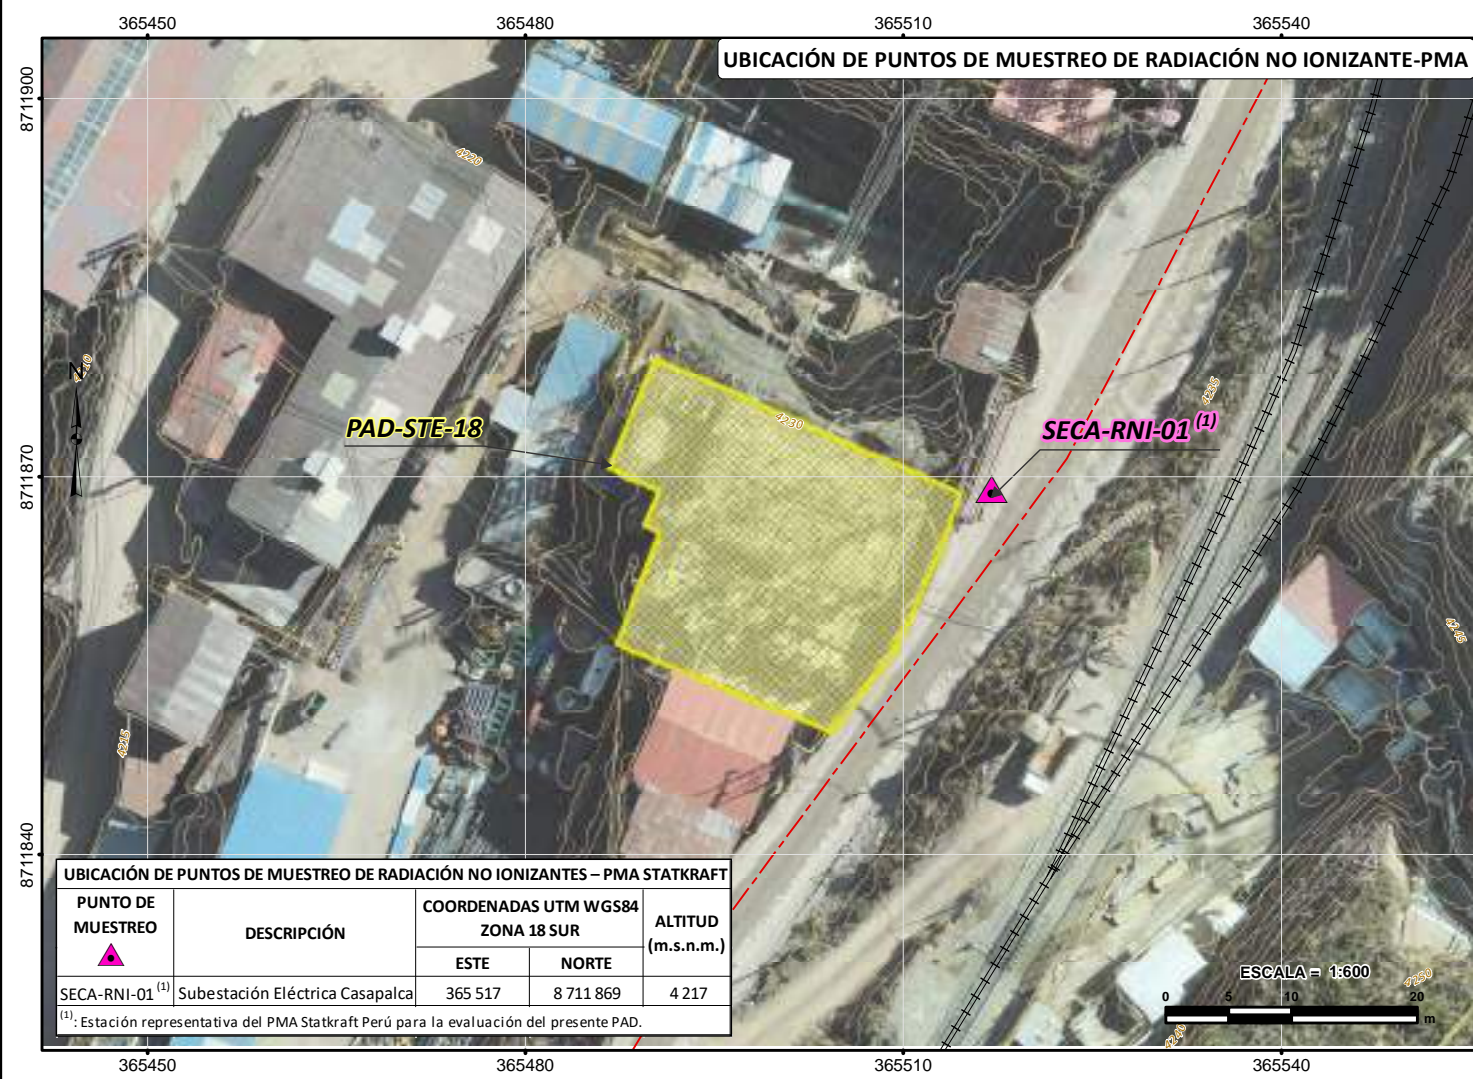 365450 365480 365510 365540
UBICACIÓN DE PUNTOS DE MUESTREO DE RADIACIÓN NO IONIZANTE-PMA
8711900
4220
N
4210
PAD-STE-18
4230
SECA-RNI-01 (1)
4235
8711870
4245
4215
8711840
UBICACIÓN DE PUNTOS DE MUESTREO DE RADIACIÓN NO IONIZANTES – PMA STATKRAFT
PUNTO DE MUESTREO
DESCRIPCIÓN
COORDENADAS UTM WGS84
ZONA 18 SUR
ALTITUD
(m.s.n.m.)
ESTE NORTE
SECA-RNI-01 (1) Subestación Eléctrica Casapalca 365 517 8 711 869 4 217
(1): Estación representativa del PMA Statkraft Perú para la evaluación del presente PAD.
ESCALA = 1:600
4250
0 5 10 20
m
4240
365450 365480 365510 365540